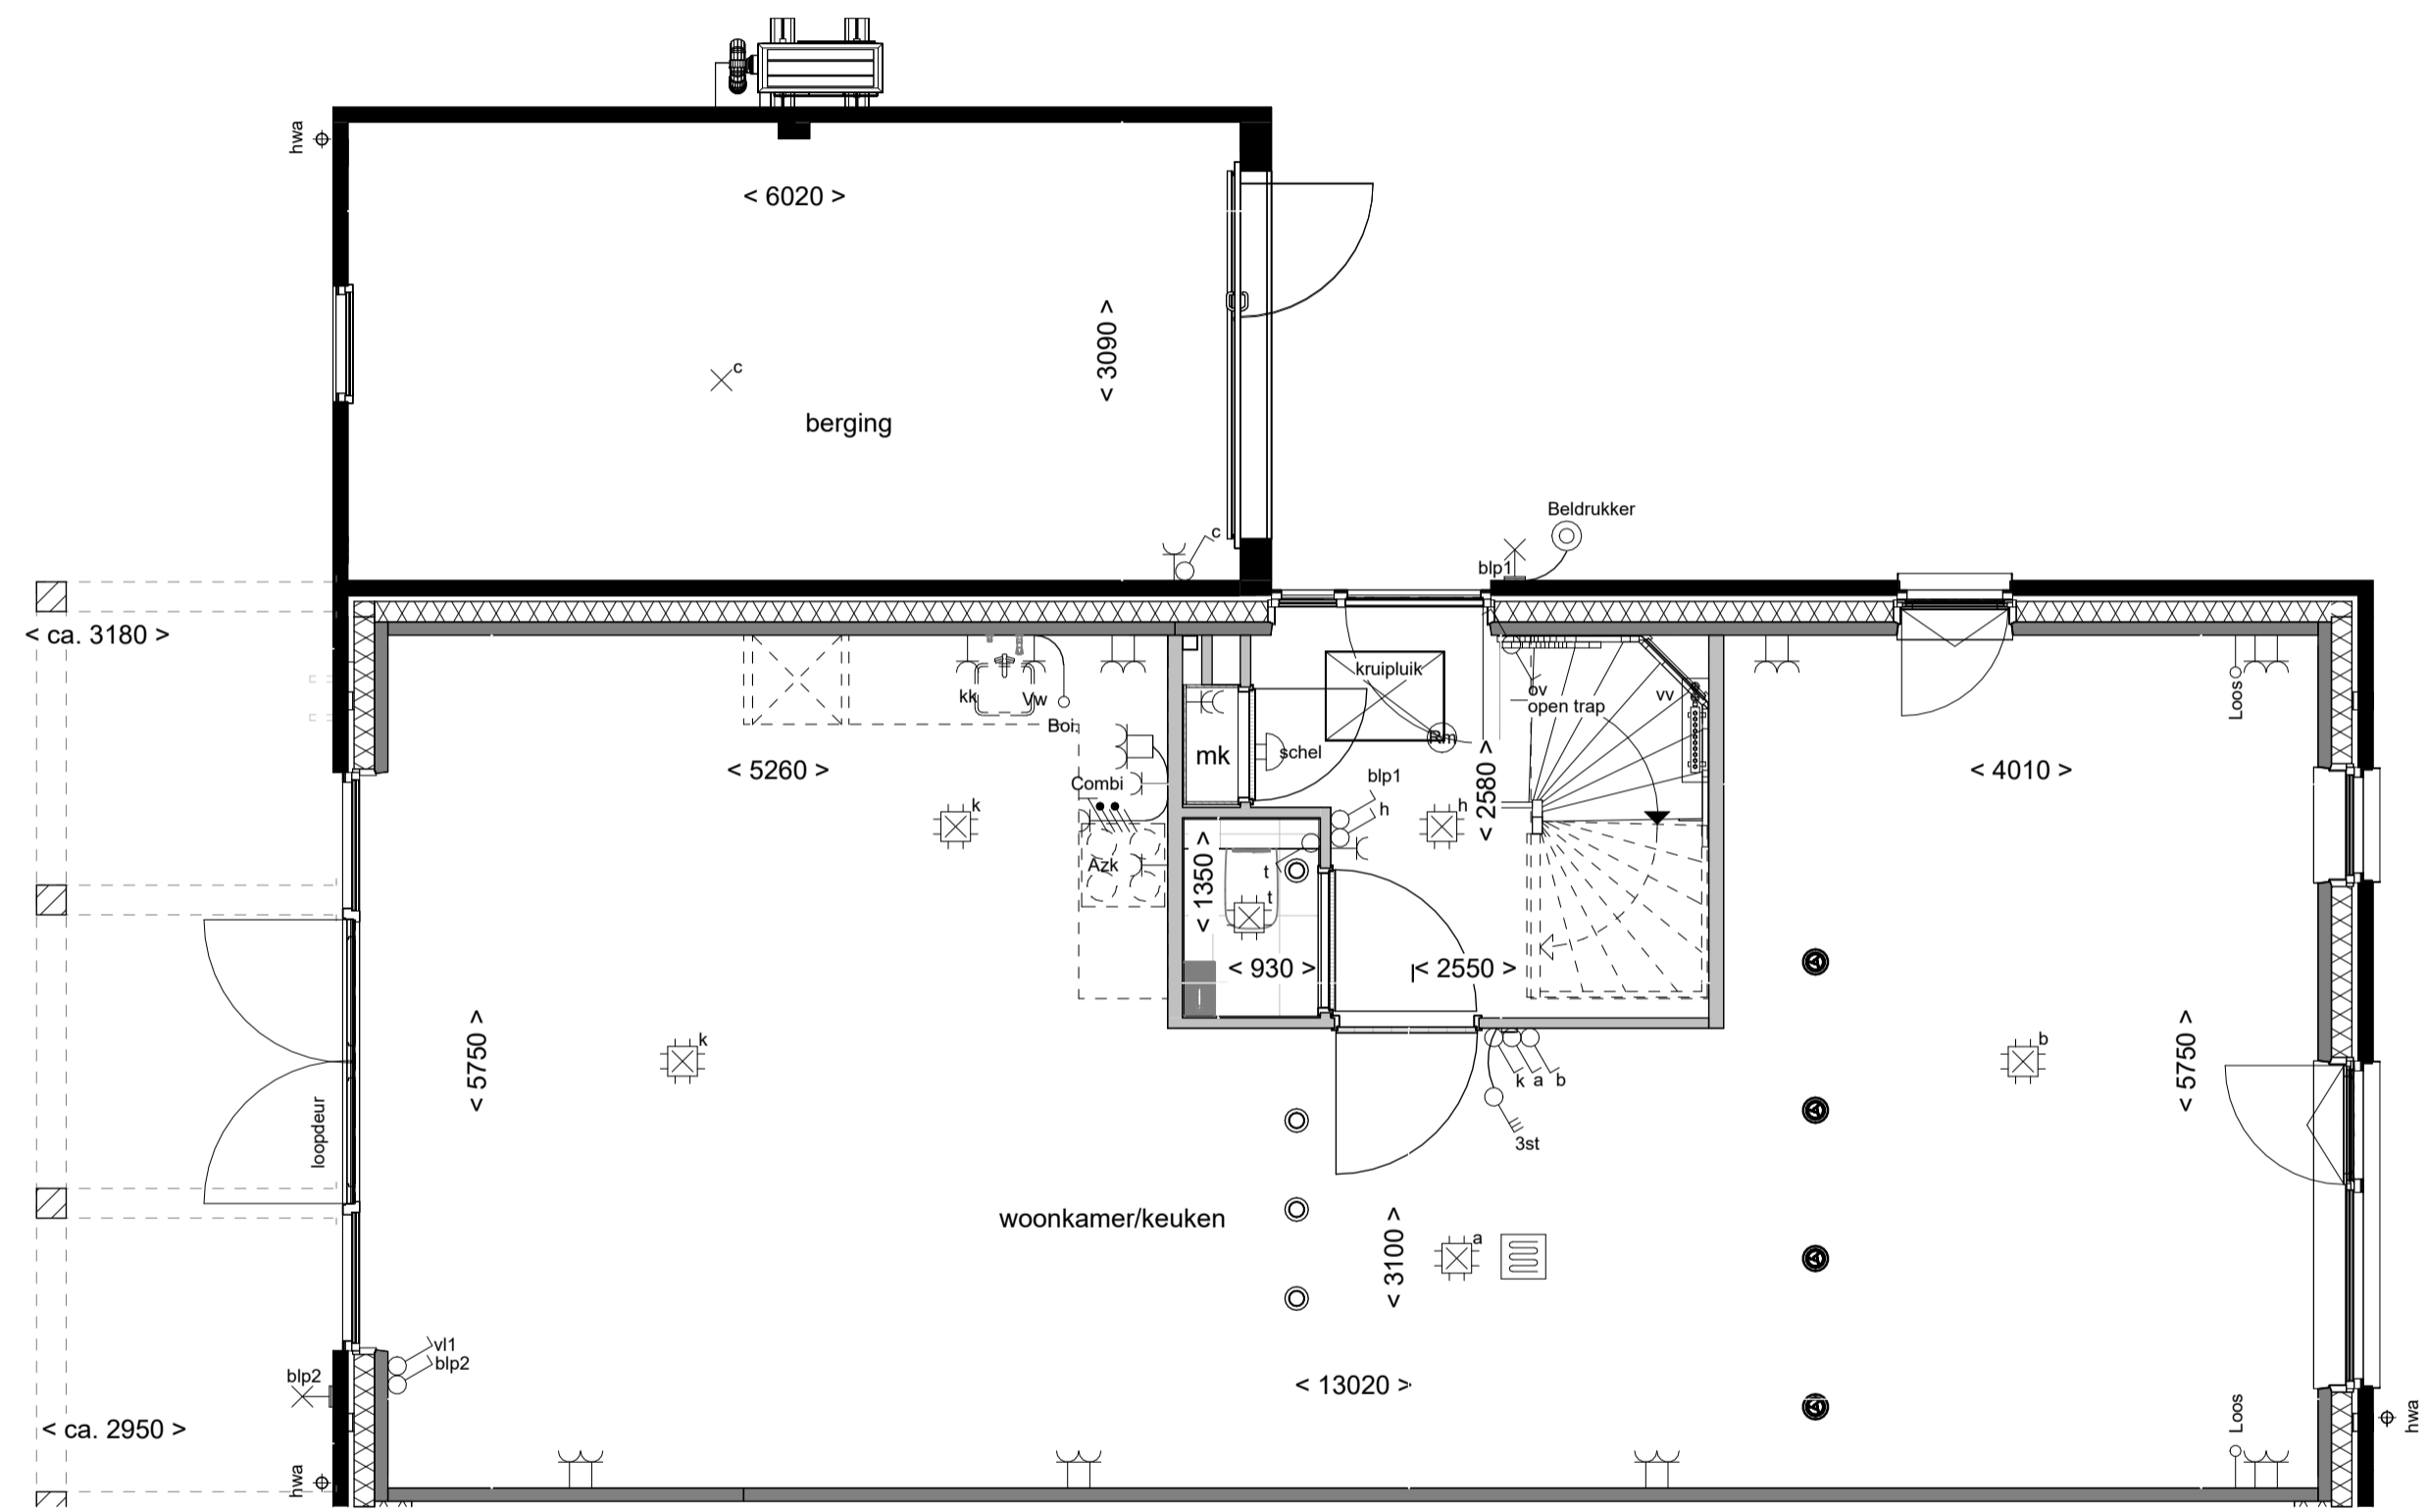 hwa
< 6020 >
< 3090 >
c
berging
c
Beldrukker
blp1
< ca. 3180 >
kruipluik
kk
Vw
Boi.
ov
open trap
vv
Loos
Rm
mk
schel
< 5260 >
< 2580 >
< 4010 >
Combi
blp1
h
k
h
Azk
< 1350 >
t
t
< 930 >
< 2550 >
k
< 5750 >
b
< 5750 >
k a b
loopdeur
3st
woonkamer/keuken
< 3100 >
a
vl1
blp2
blp2
< 13020 >
< ca. 2950 >
Loos
hwa
hwa